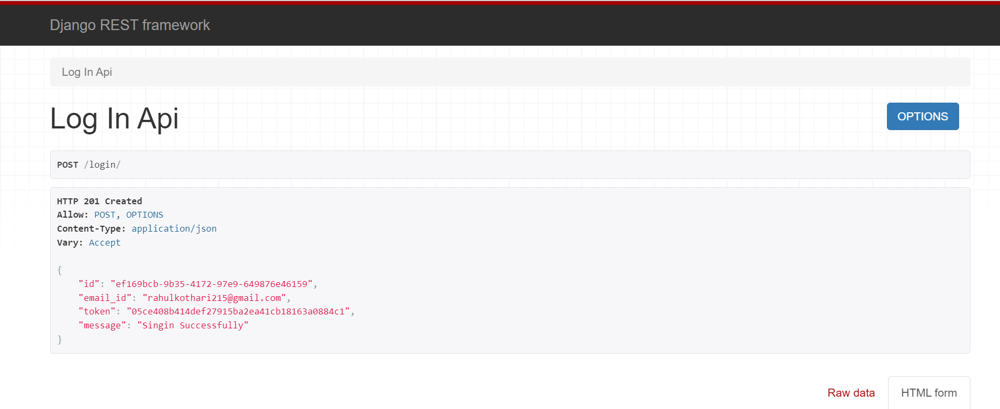 Django REST framework
Log In Api
Log In Api
OPTIONS
POST /login/
HTTP 201 Created
Allow: POST, OPTIONS
Content-Type: application/json
Vary: Accept
{
    "id": "ef169bcb-9b35-4172-97e9-649876e46159",
    "email_id": "rahulkothari215@gmail.com",
    "token": "05ce408b414def27915ba2ea41cb18163a0884c1",
    "message": "Singin Successfully"
}
Raw data
HTML form